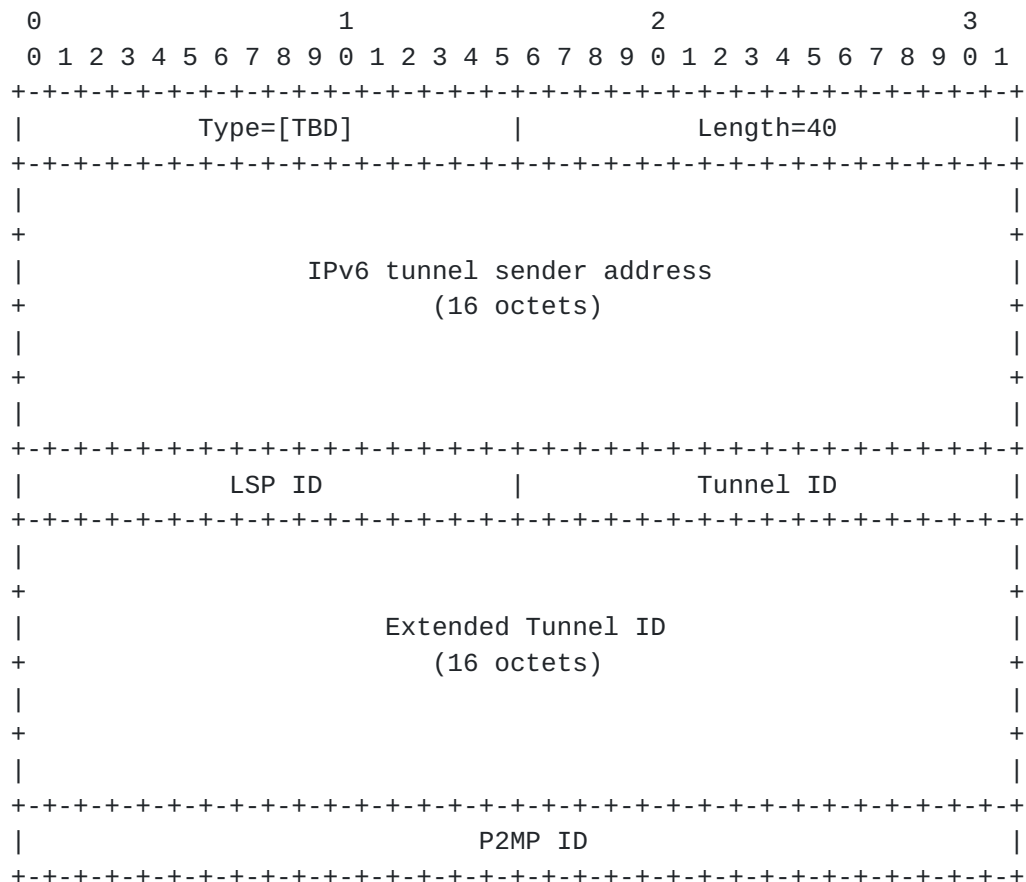 0                   1                   2                   3
 0 1 2 3 4 5 6 7 8 9 0 1 2 3 4 5 6 7 8 9 0 1 2 3 4 5 6 7 8 9 0 1
+-+-+-+-+-+-+-+-+-+-+-+-+-+-+-+-+-+-+-+-+-+-+-+-+-+-+-+-+-+-+-+-+
|           Type=[TBD]          |           Length=40           |
+-+-+-+-+-+-+-+-+-+-+-+-+-+-+-+-+-+-+-+-+-+-+-+-+-+-+-+-+-+-+-+-+
|                                                               |
+                                                               +
|                  IPv6 tunnel sender address                   |
+                          (16 octets)                          +
|                                                               |
+                                                               +
|                                                               |
+-+-+-+-+-+-+-+-+-+-+-+-+-+-+-+-+-+-+-+-+-+-+-+-+-+-+-+-+-+-+-+-+
|             LSP ID            |           Tunnel ID           |
+-+-+-+-+-+-+-+-+-+-+-+-+-+-+-+-+-+-+-+-+-+-+-+-+-+-+-+-+-+-+-+-+
|                                                               |
+                                                               +
|                       Extended Tunnel ID                      |
+                          (16 octets)                          +
|                                                               |
+                                                               +
|                                                               |
+-+-+-+-+-+-+-+-+-+-+-+-+-+-+-+-+-+-+-+-+-+-+-+-+-+-+-+-+-+-+-+-+
|                             P2MP ID                           |
+-+-+-+-+-+-+-+-+-+-+-+-+-+-+-+-+-+-+-+-+-+-+-+-+-+-+-+-+-+-+-+-+